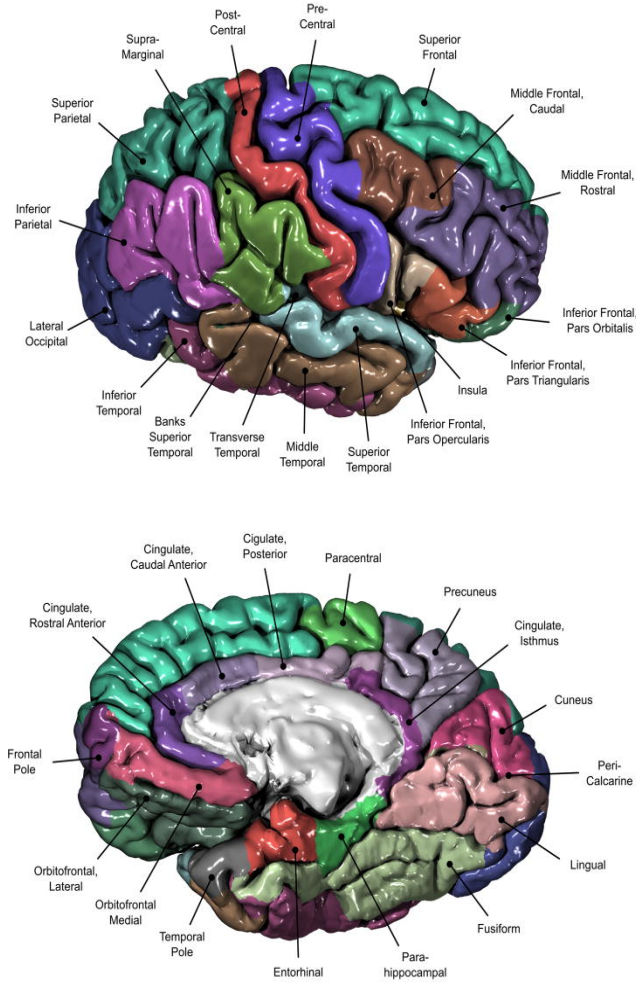 Post-
Central
Pre-
Central
Supra-
Marginal
Superior
Frontal
Superior
Parietal
Middle Frontal,
Caudal
Middle Frontal,
Rostral
Inferior
Parietal
Lateral
Occipital
Inferior Frontal,
Pars Orbitalis
Inferior
Temporal
Banks
Superior
Temporal
Transverse
Temporal
Middle
Temporal
Superior
Temporal
Inferior Frontal,
Pars Opercularis
Insula
Inferior Frontal,
Pars Triangularis
Cingulate,
Caudal Anterior
Cigulate,
Posterior
Paracentral
Precuneus
Cingulate,
Rostral Anterior
Cingulate,
Isthmus
Cuneus
Frontal
Pole
Peri-
Calcarine
Orbitofrontal,
Lateral
Orbitofrontal
Medial
Temporal
Pole
Entorhinal
Para-
hippocampal
Fusiform
Lingual